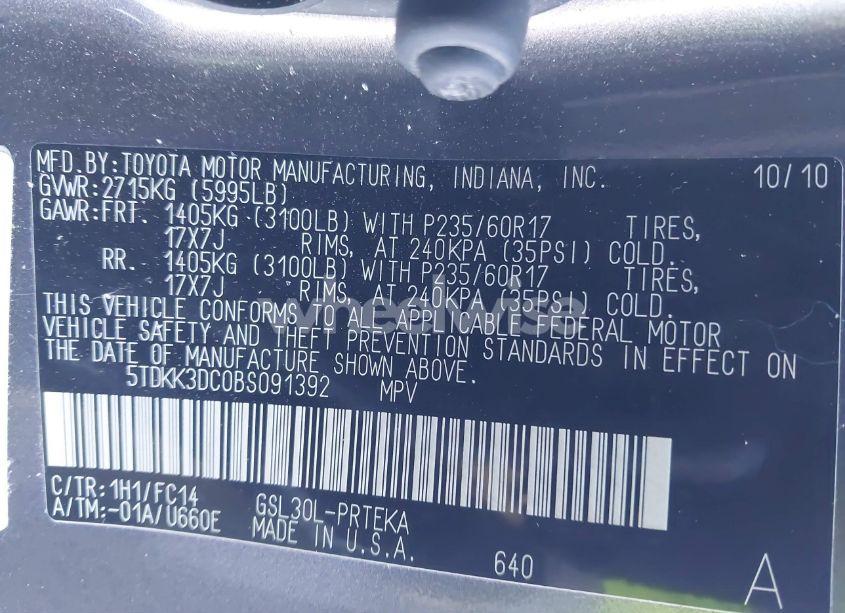 MFD.BY:TOYOTA MOTOR MANUFACTURING, INDIANA, INC. 10/10
GVWR:2715KG (5995LB)
GAWR:FRT. 1405KG (3100LB) WITH P235/60R17 TIRES,
17X7J RIMS, AT 240KPA (35PSI) COLD.
RR. 1405KG (3100LB) WITH P235/60R17 TIRES,
17X7J RIMS, AT 240KPA (35PSI) COLD.
THIS VEHICLE CONFORMS TO ALL APPLICABLE FEDERAL MOTOR
VEHICLE SAFETY AND THEFT PREVENTION STANDARDS IN EFFECT ON
THE DATE OF MANUFACTURE SHOWN ABOVE.
5TDKK3DC0BS091392 MPV
C/TR:1H1/FC14
A/TM:-01A/U660E
GSL30L-PRTEKA
MADE IN U.S.A.
640
A
wheelwise